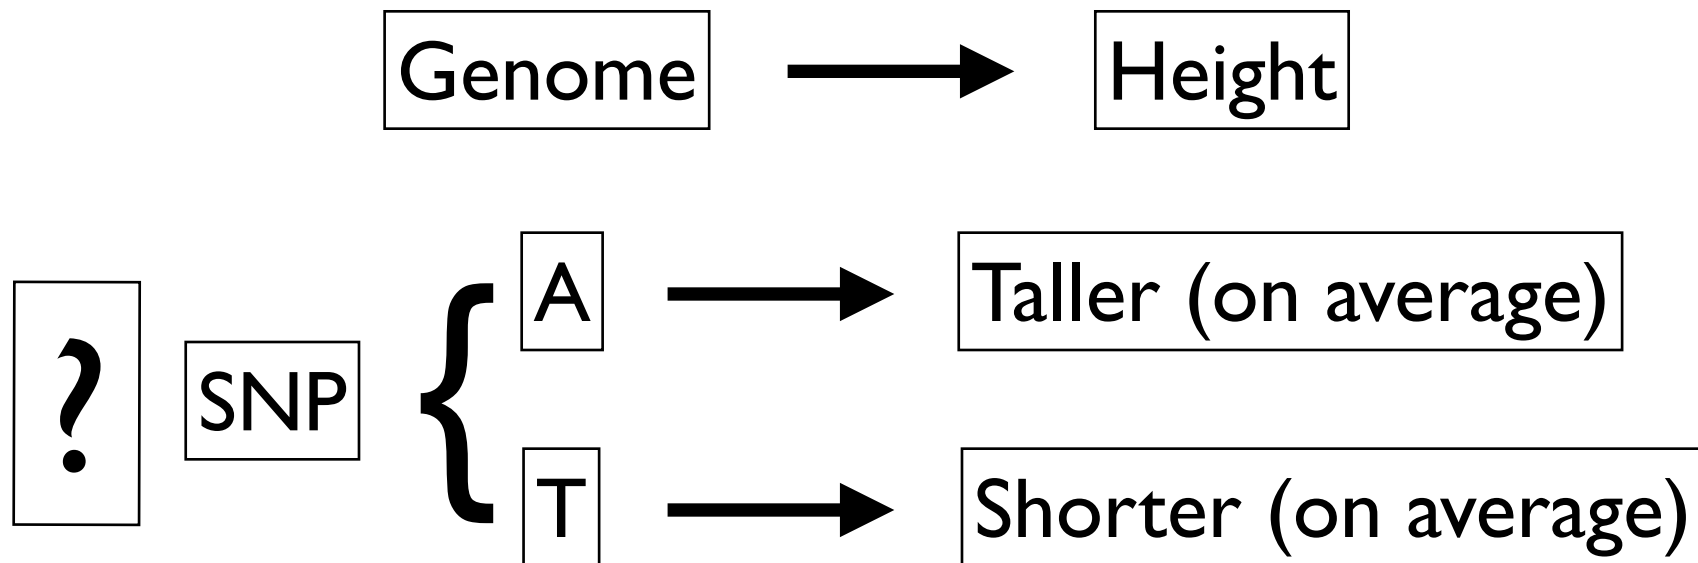 Genome Height
A Taller (on average)
? SNP {
T Shorter (on average)